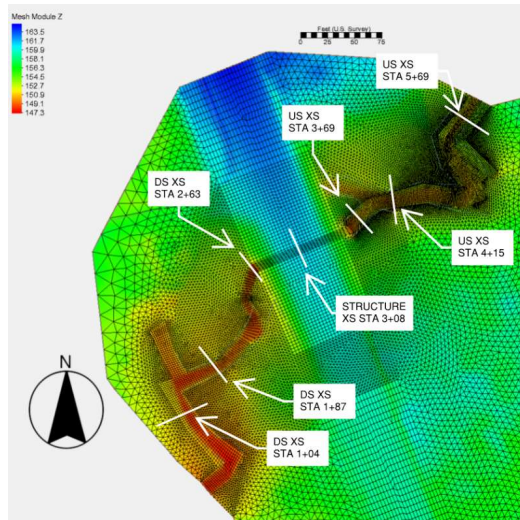 Mesh Module Z
163.5
161.7
159.9
158.1
156.3
154.5
152.7
150.9
149.1
147.3
Feet (U.S. Survey)
0 25 50 75
US XS
STA 5+69
US XS
STA 3+69
DS XS
STA 2+63
US XS
STA 4+15
STRUCTURE
XS STA 3+08
N
DS XS
STA 1+87
DS XS
STA 1+04